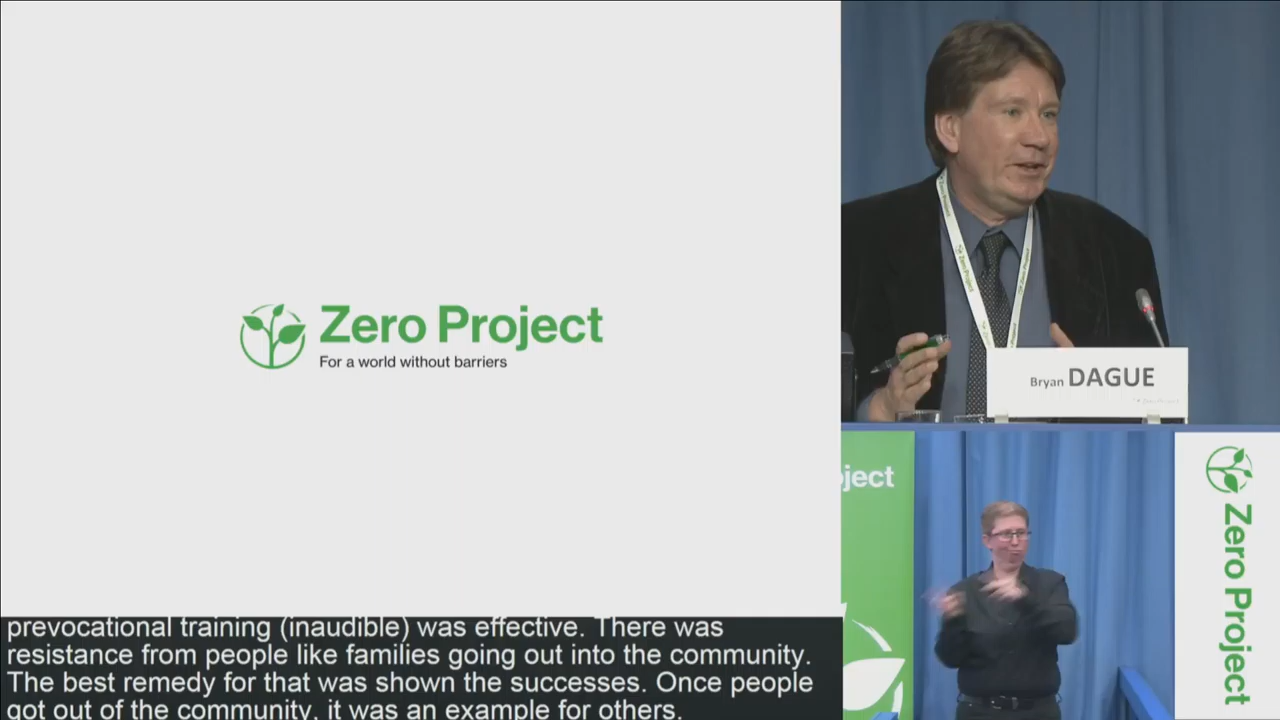 Zero Project
For a world without barriers
Bryan DAGUE
oject
Zero Project
prevocational training (inaudible) was effective. There was
resistance from people like families going out into the community.
The best remedy for that was shown the successes. Once people
got out of the community, it was an example for others.